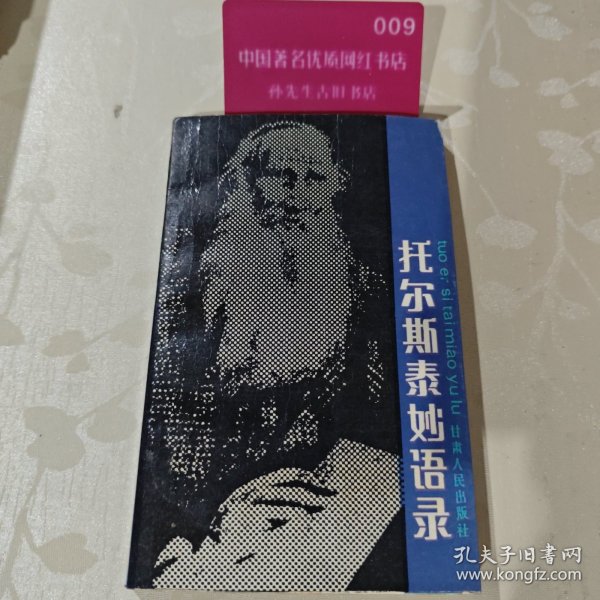 009
中国著名优质网红书店
孙先生古旧书店
托尔斯泰妙语录
tuo er si tai miao yu lu
甘肃人民出版社
孔夫子旧书网
www.kongfz.com